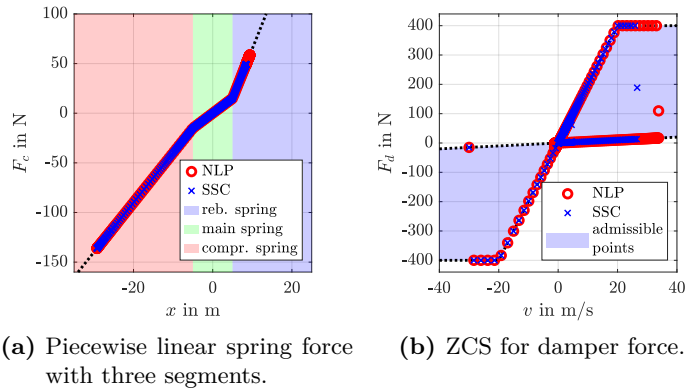 100
50
0
-50
-100
-150
F_c in N
-20
0
20
x in m
NLP
SSC
reb. spring
main spring
compr. spring
(a) Piecewise linear spring force
with three segments.
400
300
200
100
0
-100
-200
-300
-400
F_d in N
-40
-20
0
20
40
v in m/s
NLP
SSC
admissible
points
(b) ZCS for damper force.